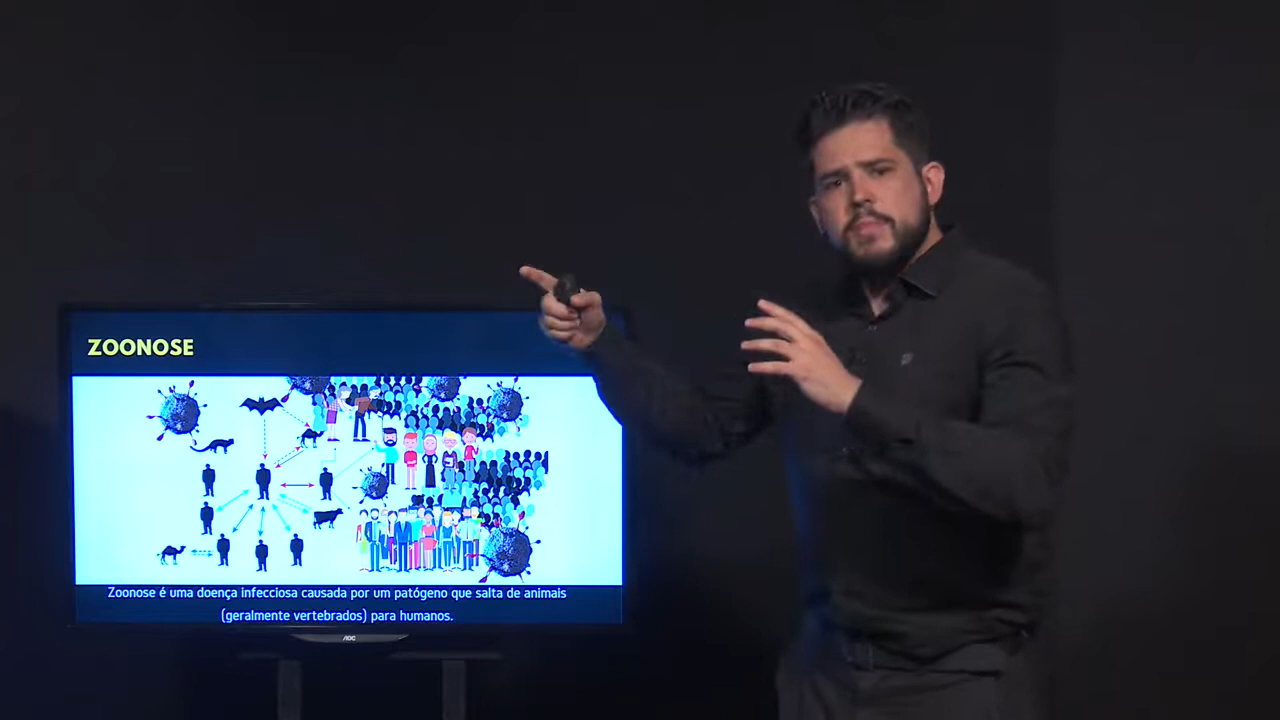 ZOONOSE
Zoonose é uma doença infecciosa causada por um patógeno que salta de animais
(geralmente vertebrados) para humanos.
AOC